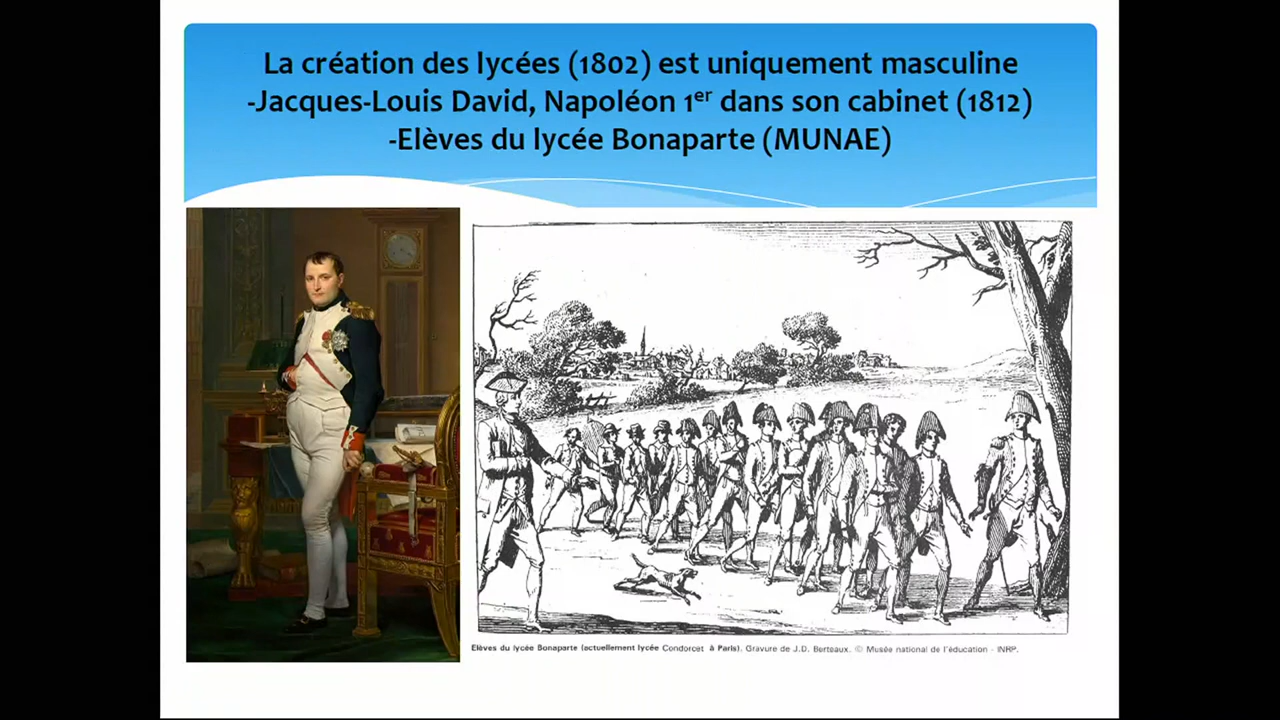 La création des lycées (1802) est uniquement masculine
-Jacques-Louis David, Napoléon 1er dans son cabinet (1812)
-Elèves du lycée Bonaparte (MUNAE)
Elèves du lycée Bonaparte (actuellement lycée Condorcet à Paris). Gravure de J.D. Berteaux. © Musée national de l'éducation - INRP.